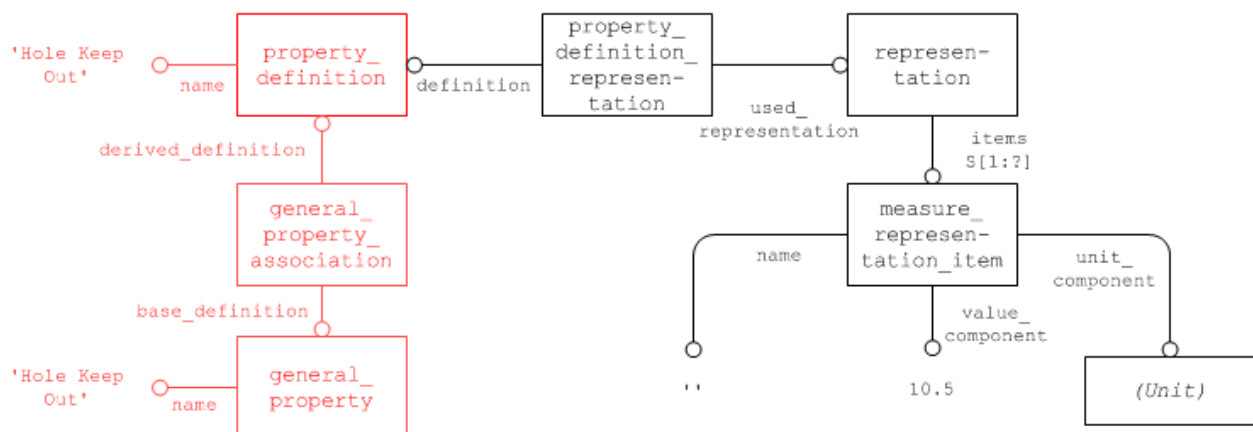 'Hole Keep
Out'
name
property_
definition
definition
property_
definition_
represen-
tation
used_
representation
represen-
tation
derived_definition
items
S[1:?]
general_
property_
association
name
measure_
represen-
tation_item
unit_
component
base_definition
value_
component
'Hole Keep
Out'
name
general_
property
''
10.5
(Unit)